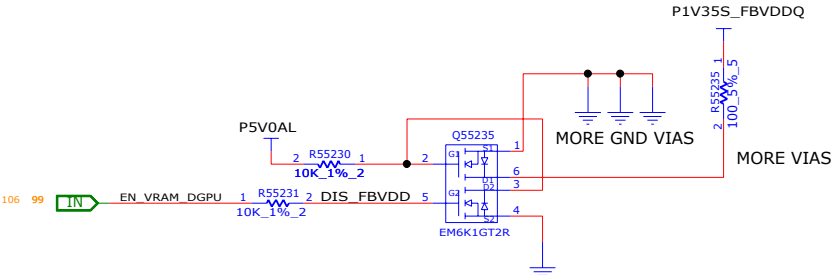 P1V35S_FBVDDQ
1
R55235
100_5%_5
2
MORE GND VIAS
MORE VIAS
P5V0AL
2 R55230 1
10K_1%_2
Q55235
2 G1 S1 1
D1 6
D2 3
5 G2 S2 4
EM6K1GT2R
106 99 IN EN_VRAM_DGPU 1 R55231 2 DIS_FBVDD
10K_1%_2